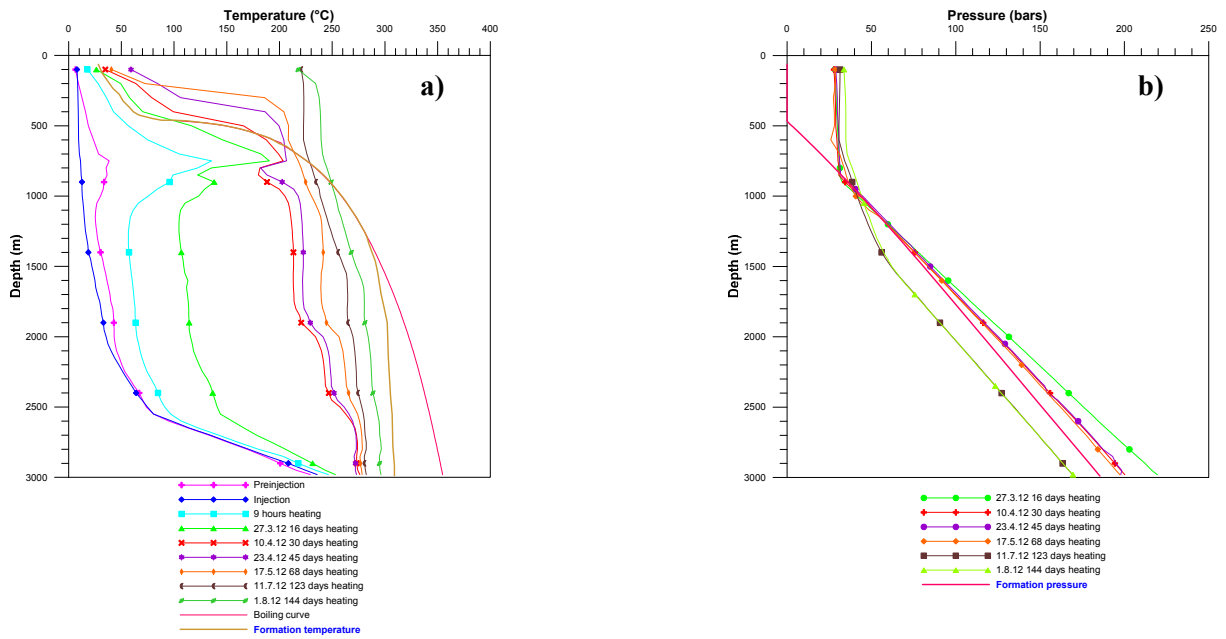 Temperature (°C)
0 50 100 150 200 250 300 350 400
0
500
1000
1500
2000
2500
3000
Depth (m)
a)
Preinjection
Injection
9 hours heating
27.3.12 16 days heating
10.4.12 30 days heating
23.4.12 45 days heating
17.5.12 68 days heating
11.7.12 123 days heating
1.8.12 144 days heating
Boiling curve
Formation temperature
Pressure (bars)
0 50 100 150 200 250
0
500
1000
1500
2000
2500
3000
Depth (m)
b)
27.3.12 16 days heating
10.4.12 30 days heating
23.4.12 45 days heating
17.5.12 68 days heating
11.7.12 123 days heating
1.8.12 144 days heating
Formation pressure